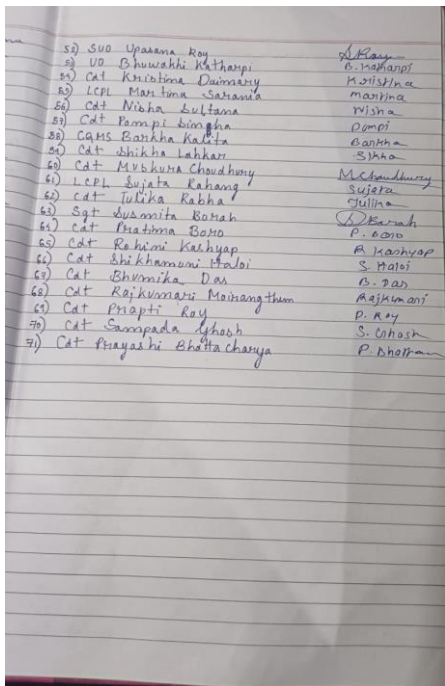 52) SUO Upasana Roy S Roy
53) UO Bhuwakhi Katharpi B. Katharpi
54) Cdt Kristina Daimary Kristina
55) LCPL Martina Sarania martina
56) Cdt Nisha Sultana Nisha
57) Cdt Pampi Singha Pampi
58) CQMS Barkha Kalita Barkha
59) Cdt Shikha Lahkar Sikha
60) Cdt Mushura Choudhury M Choudhury
61) LCPL Sujata Rahang Sujata
62) Cdt Julika Rabha Julika
63) Sgt Susmita Borah S Borah
64) Cdt Pratima Boro P. Boro
65) Cdt Rohini Kashyap R Kashyap
66) Cdt Shikhamoni Haloi S. Haloi
67) Cdt Bhumika Das B. Das
68) Cdt Rajkumari Moirangthum Rajkumari
69) Cdt Prapti Roy P. Roy
70) Cdt Sampada Ghosh S. Ghosh
71) Cdt Prayashi Bhattacharya